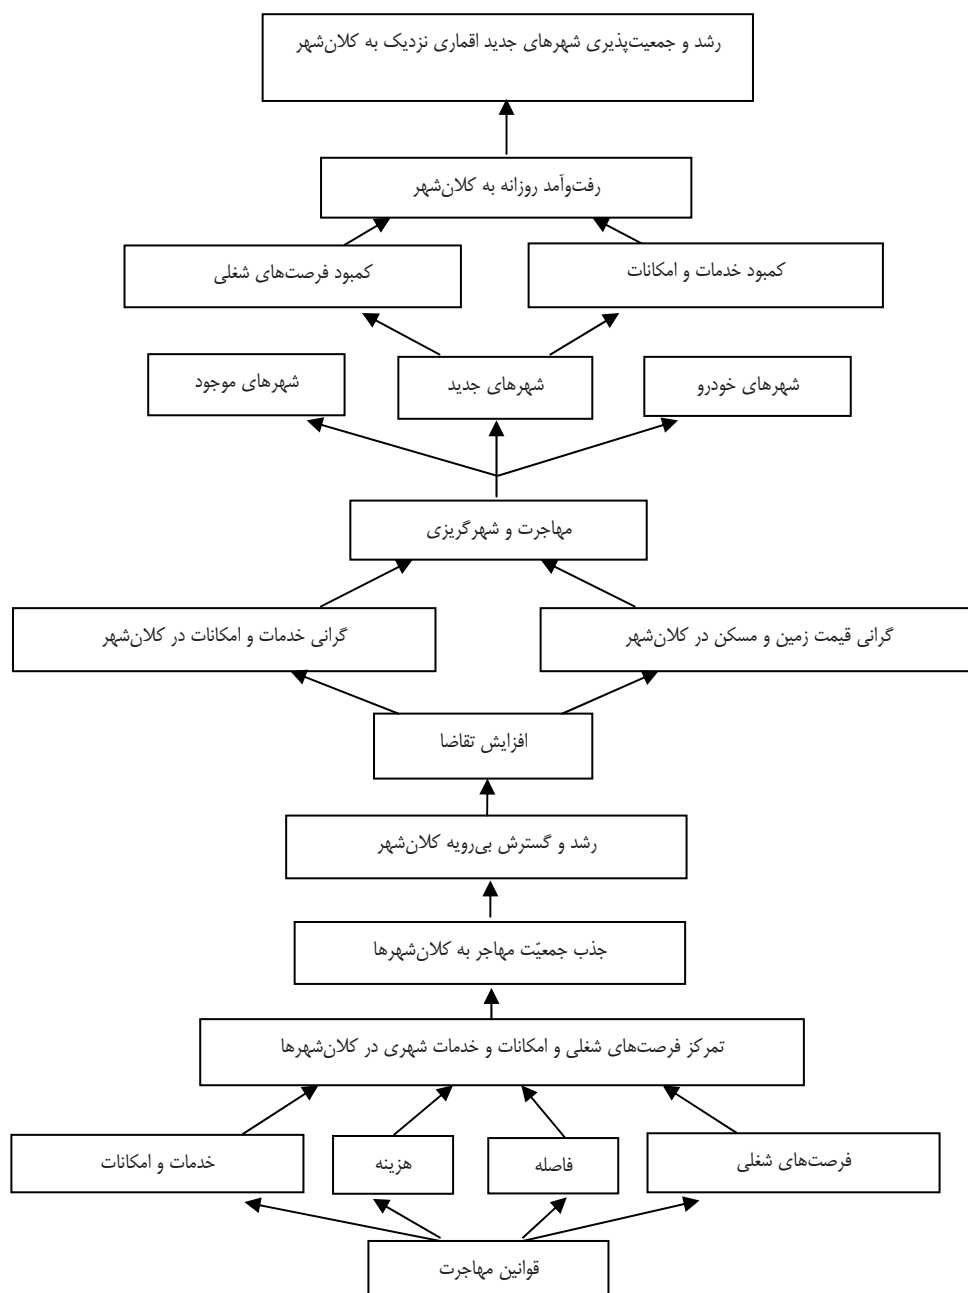 رشد و جمعیت‌پذیری شهرهای جدید اقماری نزدیک به کلان‌شهر
رفت‌وآمد روزانه به کلان‌شهر
کمبود خدمات و امکانات
کمبود فرصت‌های شغلی
شهرهای خودرو
شهرهای جدید
شهرهای موجود
مهاجرت و شهرگریزی
گرانی قیمت زمین و مسکن در کلان‌شهر
گرانی خدمات و امکانات در کلان‌شهر
افزایش تقاضا
رشد و گسترش بی‌رویه کلان‌شهر
جذب جمعیّت مهاجر به کلان‌شهرها
تمرکز فرصت‌های شغلی و امکانات و خدمات شهری در کلان‌شهرها
فرصت‌های شغلی
فاصله
هزینه
خدمات و امکانات
قوانین مهاجرت